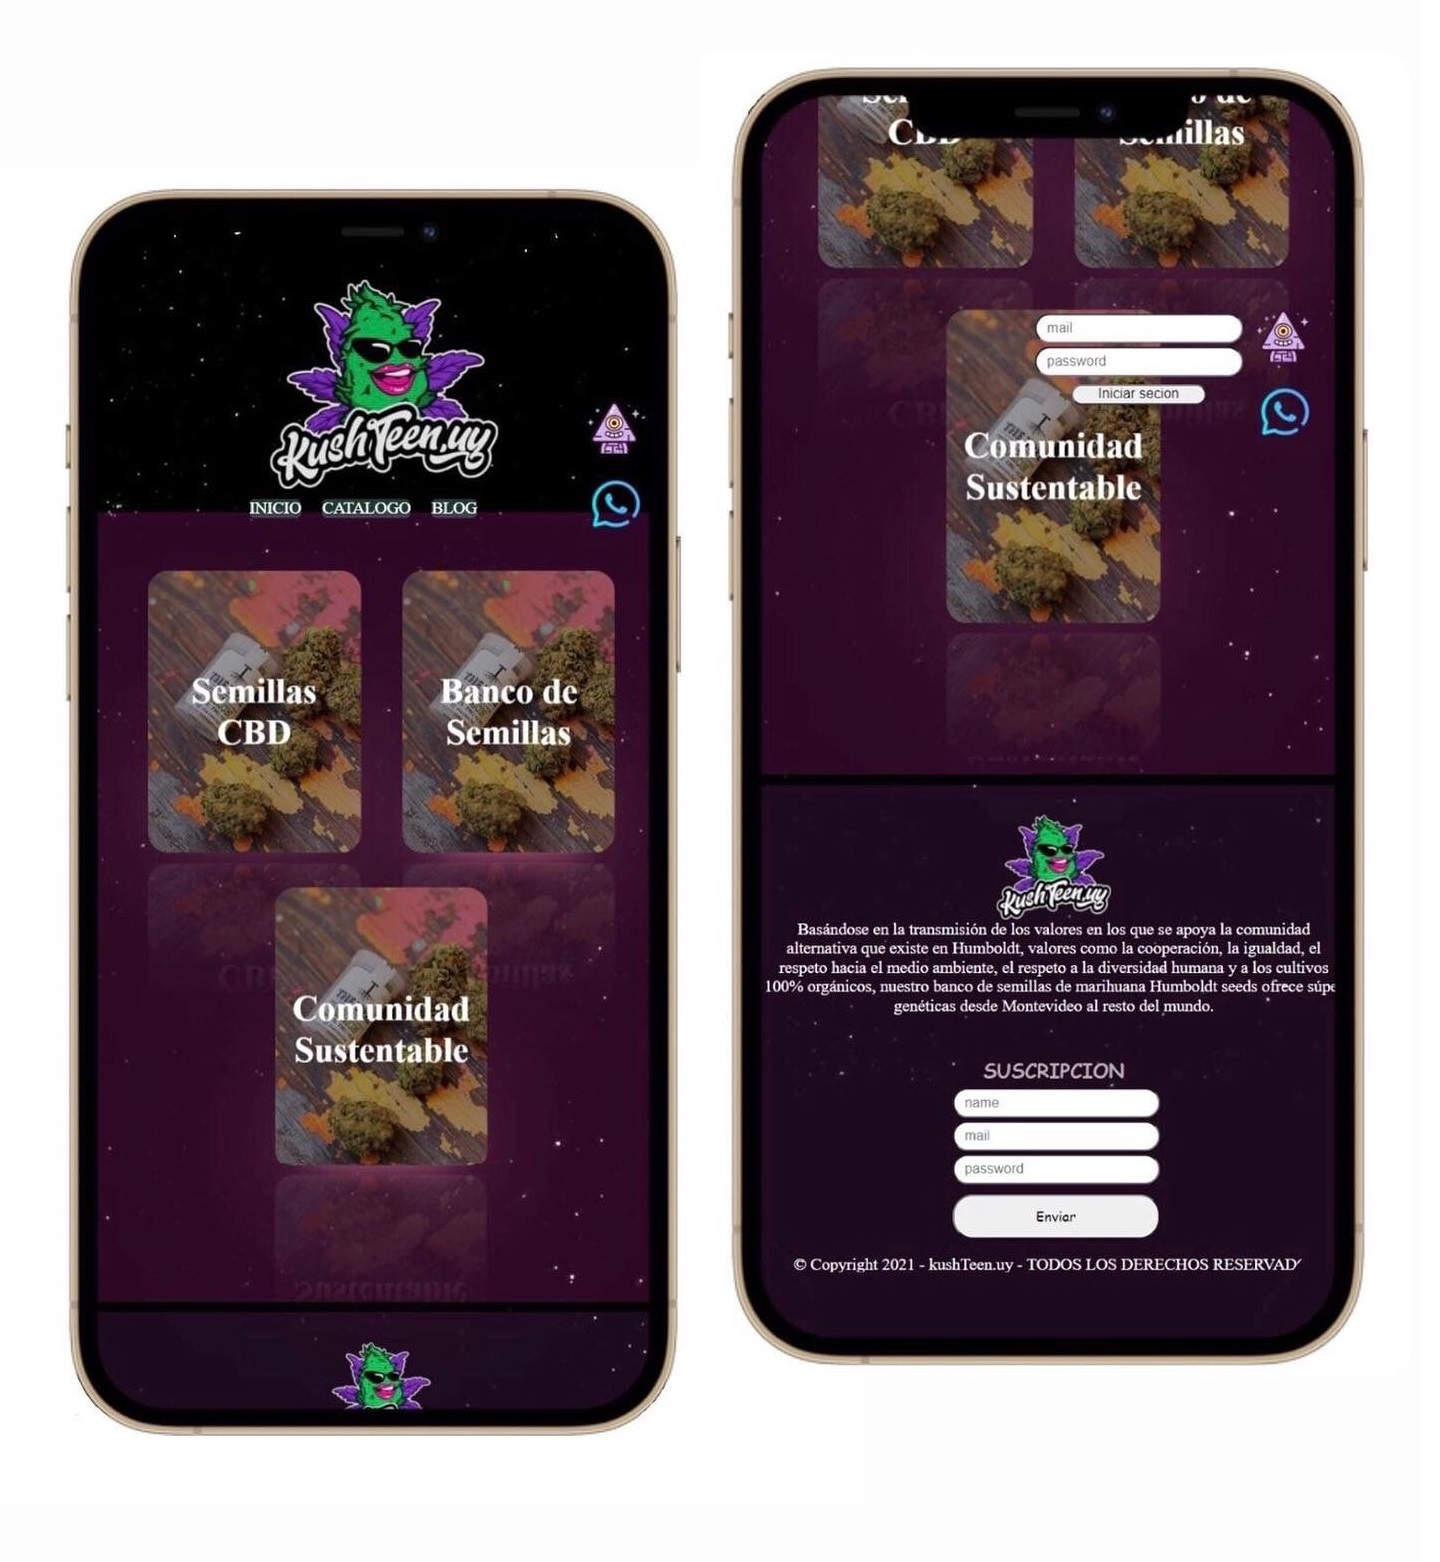 KushTeen.uy
INICIO CATALOGO BLOG
Semillas
CBD
Banco de
Semillas
Comunidad
Sustentable
CBD
Semillas
mail
password
Iniciar secion
Comunidad
Sustentable
KushTeen.uy
Basándose en la transmisión de los valores en los que se apoya la comunidad
alternativa que existe en Humboldt, valores como la cooperación, la igualdad, el
respeto hacia el medio ambiente, el respeto a la diversidad humana y a los cultivos
100% orgánicos, nuestro banco de semillas de marihuana Humboldt seeds ofrece súpe
genéticas desde Montevideo al resto del mundo.
SUSCRIPCION
name
mail
password
Enviar
© Copyright 2021 - kushTeen.uy - TODOS LOS DERECHOS RESERVAD